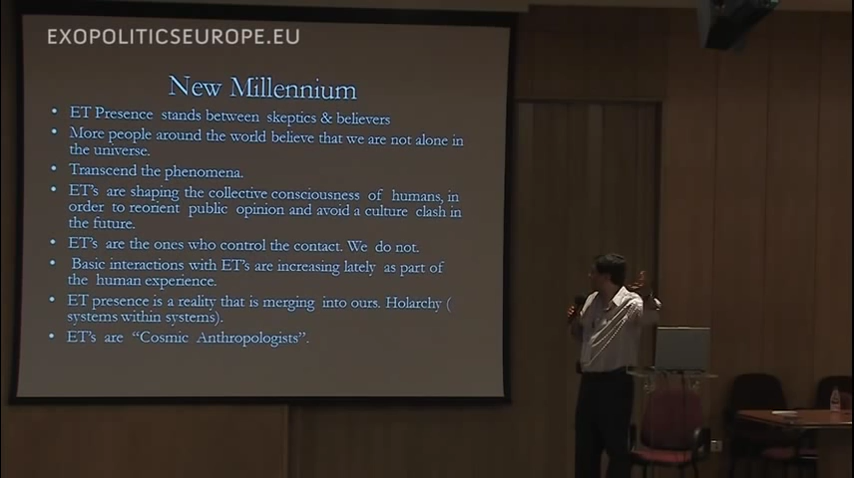 EXOPOLITICSEUROPE.EU
New Millennium
• ET Presence stands between skeptics & believers
• More people around the world believe that we are not alone in
the universe.
• Transcend the phenomena.
• ET's are shaping the collective consciousness of humans, in
order to reorient public opinion and avoid a culture clash in
the future.
• ET's are the ones who control the contact. We do not.
• Basic interactions with ET's are increasing lately as part of
the human experience.
• ET presence is a reality that is merging into ours. Holarchy (
systems within systems).
• ET's are "Cosmic Anthropologists".